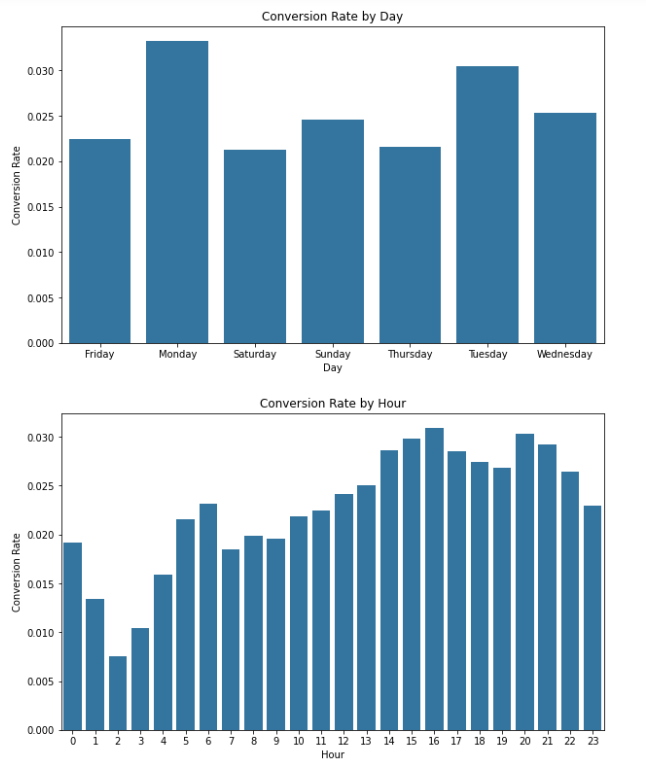 Conversion Rate by Day
Conversion Rate
0.030
0.025
0.020
0.015
0.010
0.005
0.000
Friday Monday Saturday Sunday Thursday Tuesday Wednesday
Day
Conversion Rate by Hour
Conversion Rate
0.030
0.025
0.020
0.015
0.010
0.005
0.000
0 1 2 3 4 5 6 7 8 9 10 11 12 13 14 15 16 17 18 19 20 21 22 23
Hour